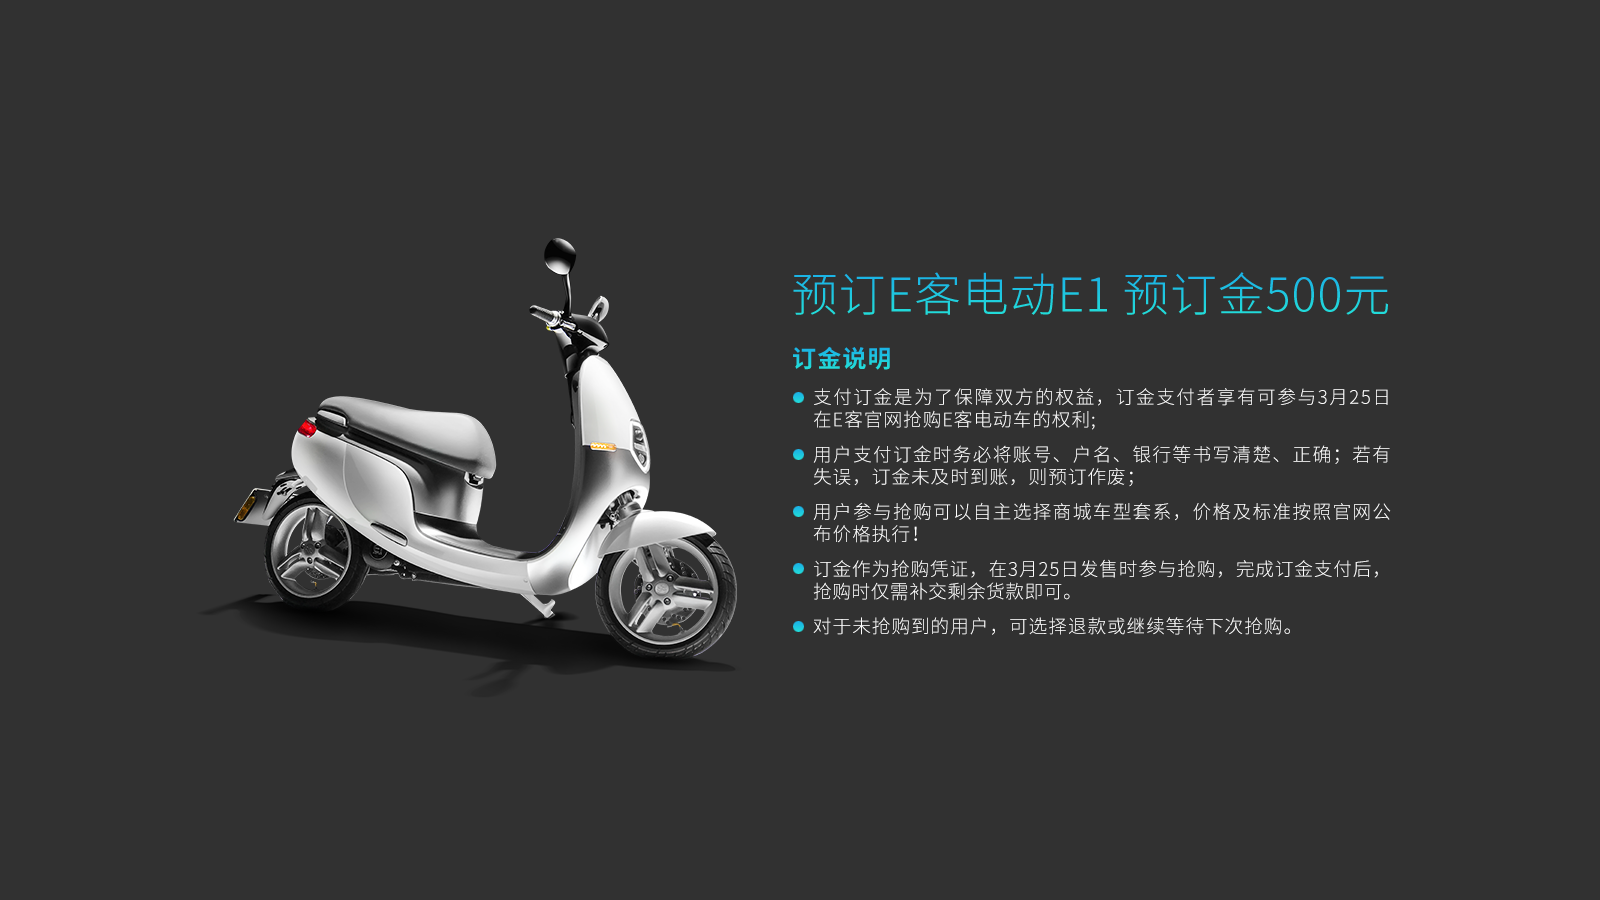 预订E客电动E1 预订金500元
订金说明
支付订金是为了保障双方的权益，订金支付者享有可参与3月25日
在E客官网抢购E客电动车的权利;
用户支付订金时务必将账号、户名、银行等书写清楚、正确；若有
失误，订金未及时到账，则预订作废；
用户参与抢购可以自主选择商城车型套系，价格及标准按照官网公
布价格执行！
订金作为抢购凭证，在3月25日发售时参与抢购，完成订金支付后，
抢购时仅需补交剩余货款即可。
对于未抢购到的用户，可选择退款或继续等待下次抢购。